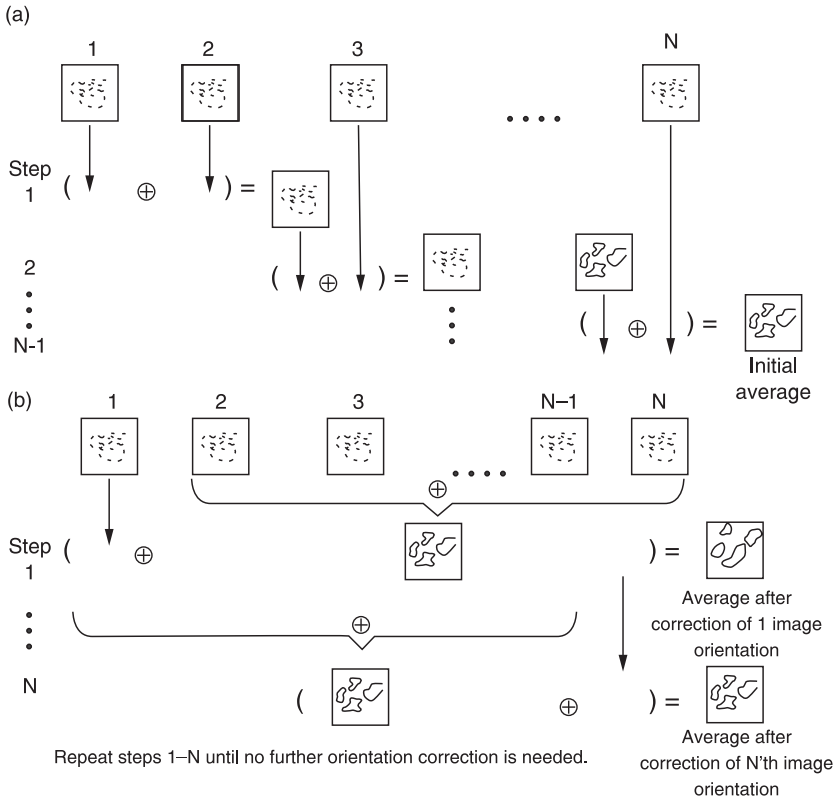 (a)
1 2 3 N
Step
1
( ⊕ ) =
2
( ⊕ ) =
N-1
( ⊕ ) =
Initial
average
(b)
1 2 3 N–1 N
⊕
Step
1
( ⊕ ) =
Average after
correction of 1 image
orientation
⊕
N
( ⊕ ) =
Average after
correction of N'th image
orientation
Repeat steps 1–N until no further orientation correction is needed.